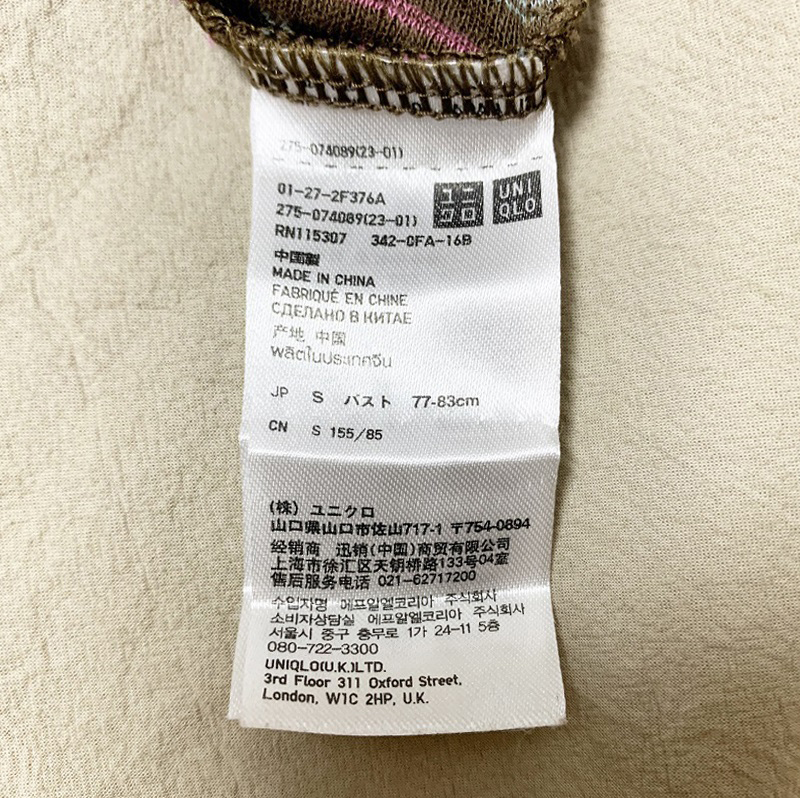 275-074089(23-01)
01-27-2F376A
275-074089(23-01)
RN115307 342-0FA-16B
ユニ
クロ
UNI
QLO
中国製
MADE IN CHINA
FABRIQUÉ EN CHINE
СДЕЛАНО В КИТАЕ
产地 中国
ผลิตในประเทศจีน
JP S バスト 77-83cm
CN S 155/85
(株) ユニクロ
山口県山口市佐山717-1 〒754-0894
经销商 迅销(中国)商贸有限公司
上海市徐汇区天钥桥路133号04室
售后服务电话 021-62717200
수입자명 에프알엘코리아 주식회사
소비자상담실 에프알엘코리아 주식회사
서울시 중구 충무로 1가 24-11 5층
080-722-3300
UNIQLO(U.K.)LTD.
3rd Floor 311 Oxford Street,
London, W1C 2HP, U.K.